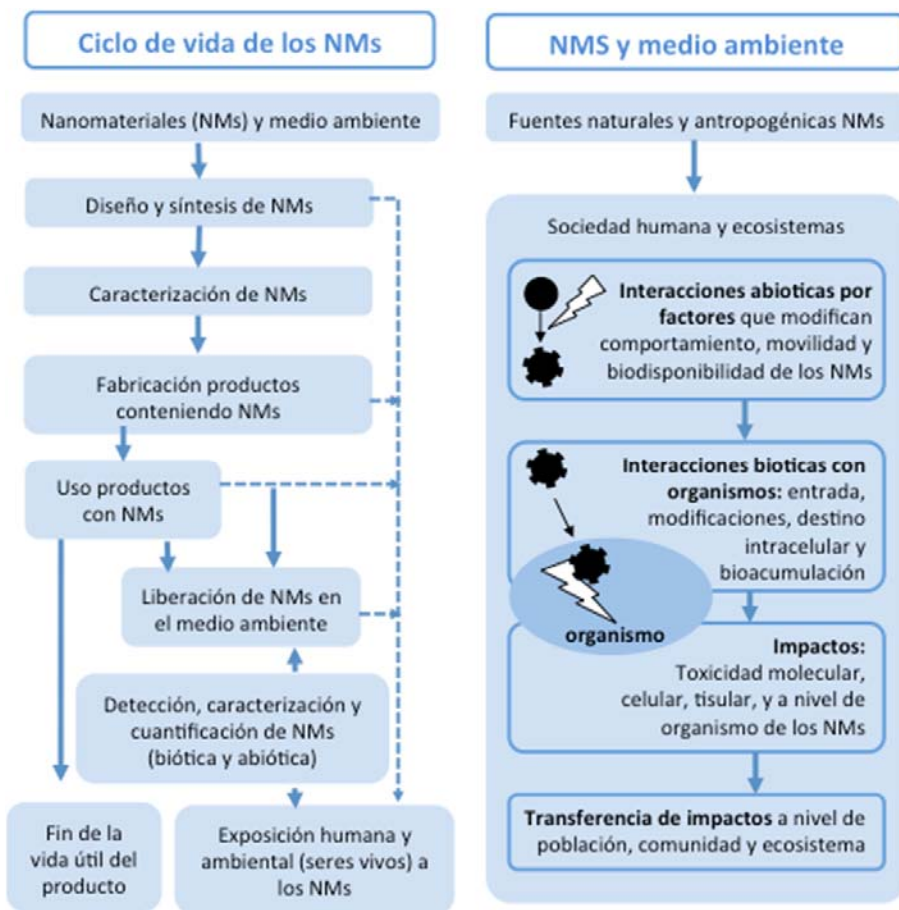 Ciclo de vida de los NMs
Nanomateriales (NMs) y medio ambiente
Diseño y síntesis de NMs
Caracterización de NMs
Fabricación productos
conteniendo NMs
Uso productos
con NMs
Liberación de NMs en
el medio ambiente
Detección, caracterización y
cuantificación de NMs
(biótica y abiótica)
Fin de la
vida útil del
producto
Exposición humana y
ambiental (seres vivos) a
los NMs
NMS y medio ambiente
Fuentes naturales y antropogénicas NMs
Sociedad humana y ecosistemas
Interacciones abioticas por
factores que modifican
comportamiento, movilidad y
biodisponibilidad de los NMs
Interacciones bioticas con
organismos: entrada,
modificaciones, destino
intracelular y
bioacumulación
organismo
Impactos:
Toxicidad molecular,
celular, tisular, y a nivel de
organismo de los NMs
Transferencia de impactos a nivel de
población, comunidad y ecosistema